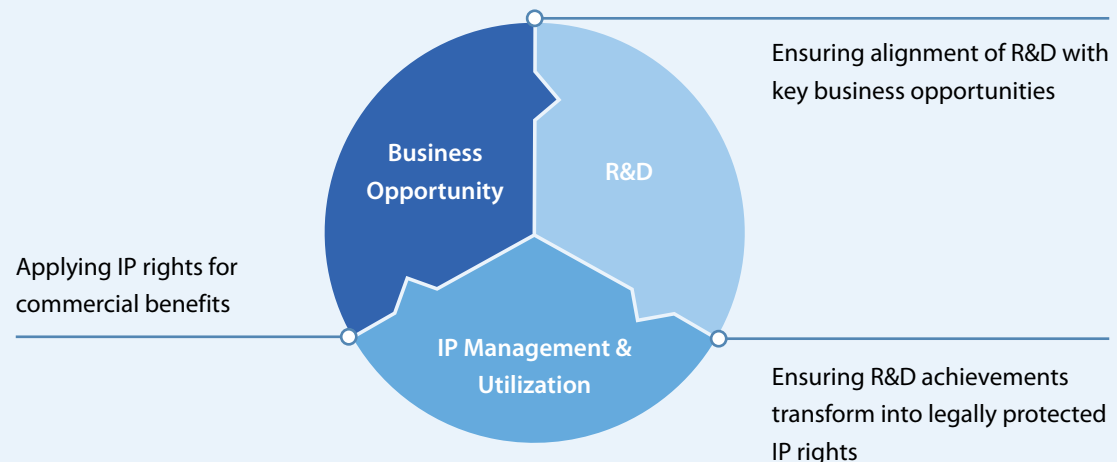 Ensuring alignment of R&D with
key business opportunities
Business
Opportunity
R&D
Applying IP rights for
commercial benefits
IP Management &
Utilization
Ensuring R&D achievements
transform into legally protected
IP rights